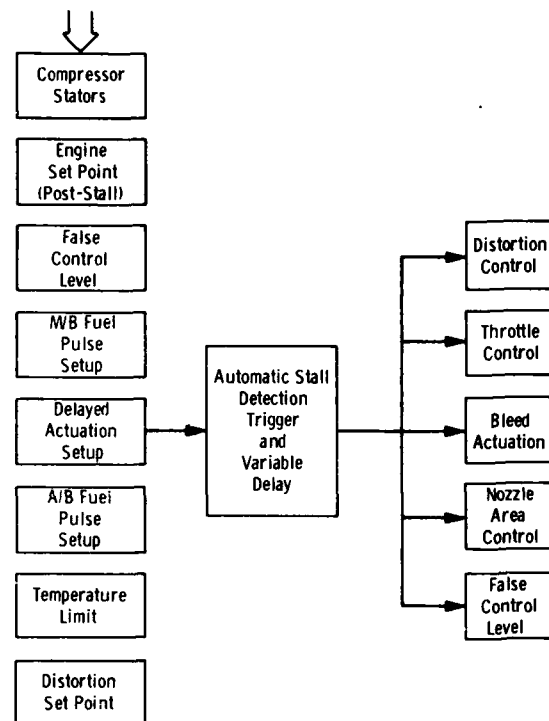 Compressor
Stators
Engine
Set Point
(Post-Stall)
False
Control
Level
M/B Fuel
Pulse
Setup
Delayed
Actuation
Setup
A/B Fuel
Pulse
Setup
Temperature
Limit
Distortion
Set Point
Automatic Stall
Detection
Trigger
and
Variable
Delay
Distortion
Control
Throttle
Control
Bleed
Actuation
Nozzle
Area
Control
False
Control
Level